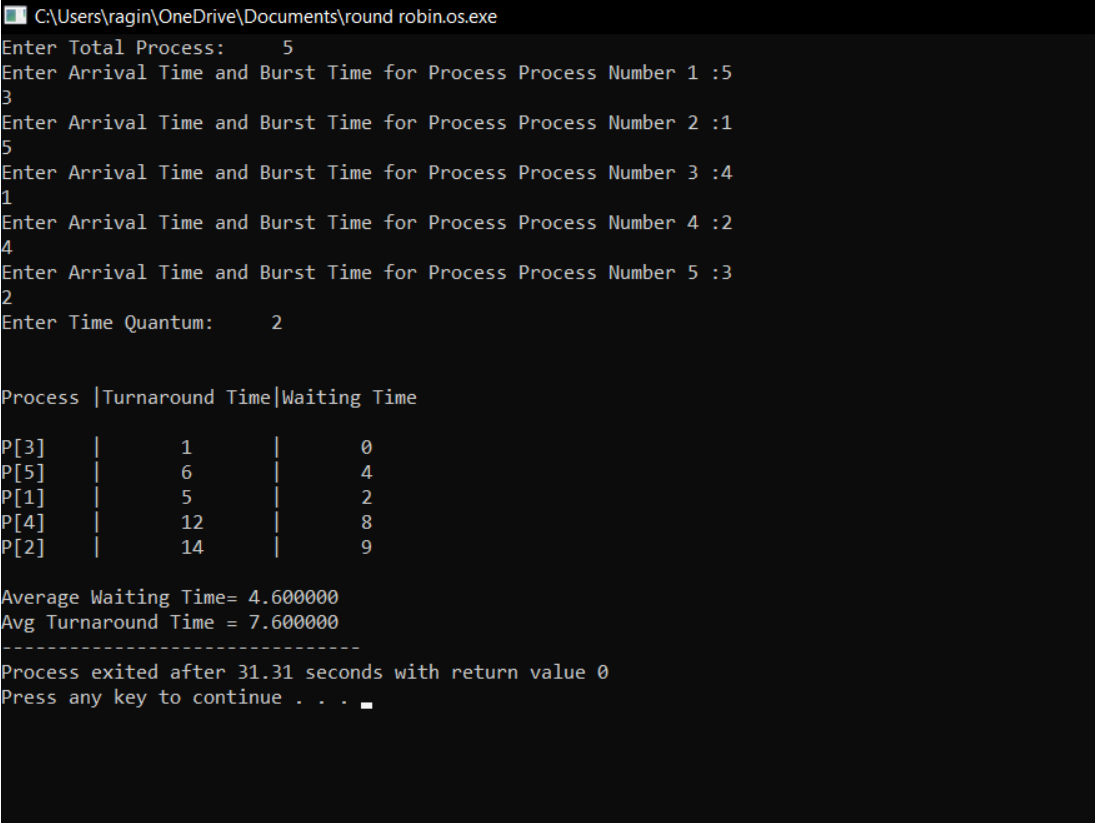 C:\Users\ragin\OneDrive\Documents\round robin.os.exe
Enter Total Process:     5
Enter Arrival Time and Burst Time for Process Process Number 1 :5
3
Enter Arrival Time and Burst Time for Process Process Number 2 :1
5
Enter Arrival Time and Burst Time for Process Process Number 3 :4
1
Enter Arrival Time and Burst Time for Process Process Number 4 :2
4
Enter Arrival Time and Burst Time for Process Process Number 5 :3
2
Enter Time Quantum:     2
Process |Turnaround Time|Waiting Time
P[3]    |       1       |       0
P[5]    |       6       |       4
P[1]    |       5       |       2
P[4]    |       12      |       8
P[2]    |       14      |       9
Average Waiting Time= 4.600000
Avg Turnaround Time = 7.600000
--------------------------------
Process exited after 31.31 seconds with return value 0
Press any key to continue . . .